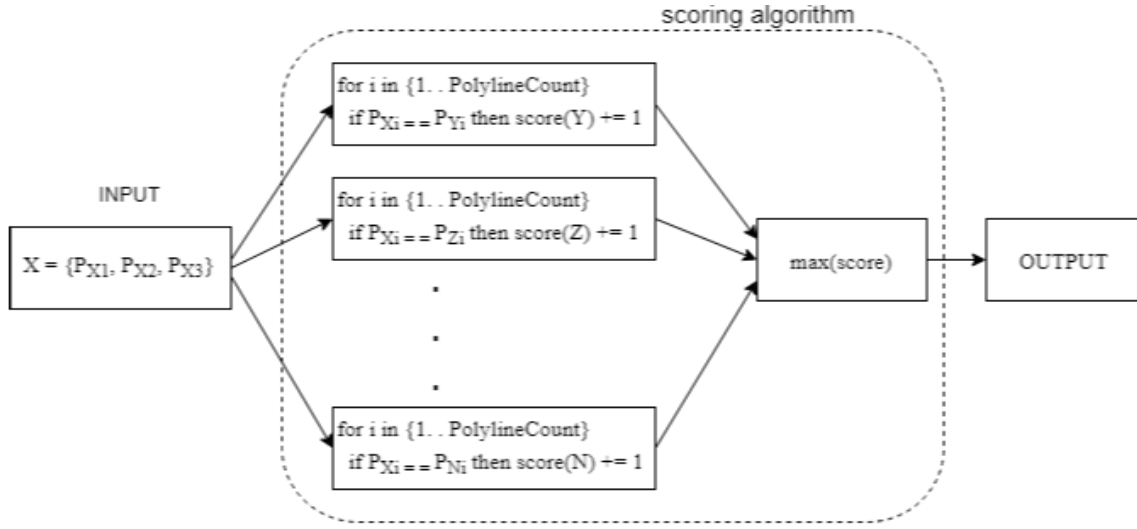 scoring algorithm
for i in {1. . PolylineCount}
if PXi == PYi then score(Y) += 1
INPUT
for i in {1. . PolylineCount}
if PXi == PZi then score(Z) += 1
X = {PX1, PX2, PX3}
max(score)
OUTPUT
.
.
.
for i in {1. . PolylineCount}
if PXi == PNi then score(N) += 1